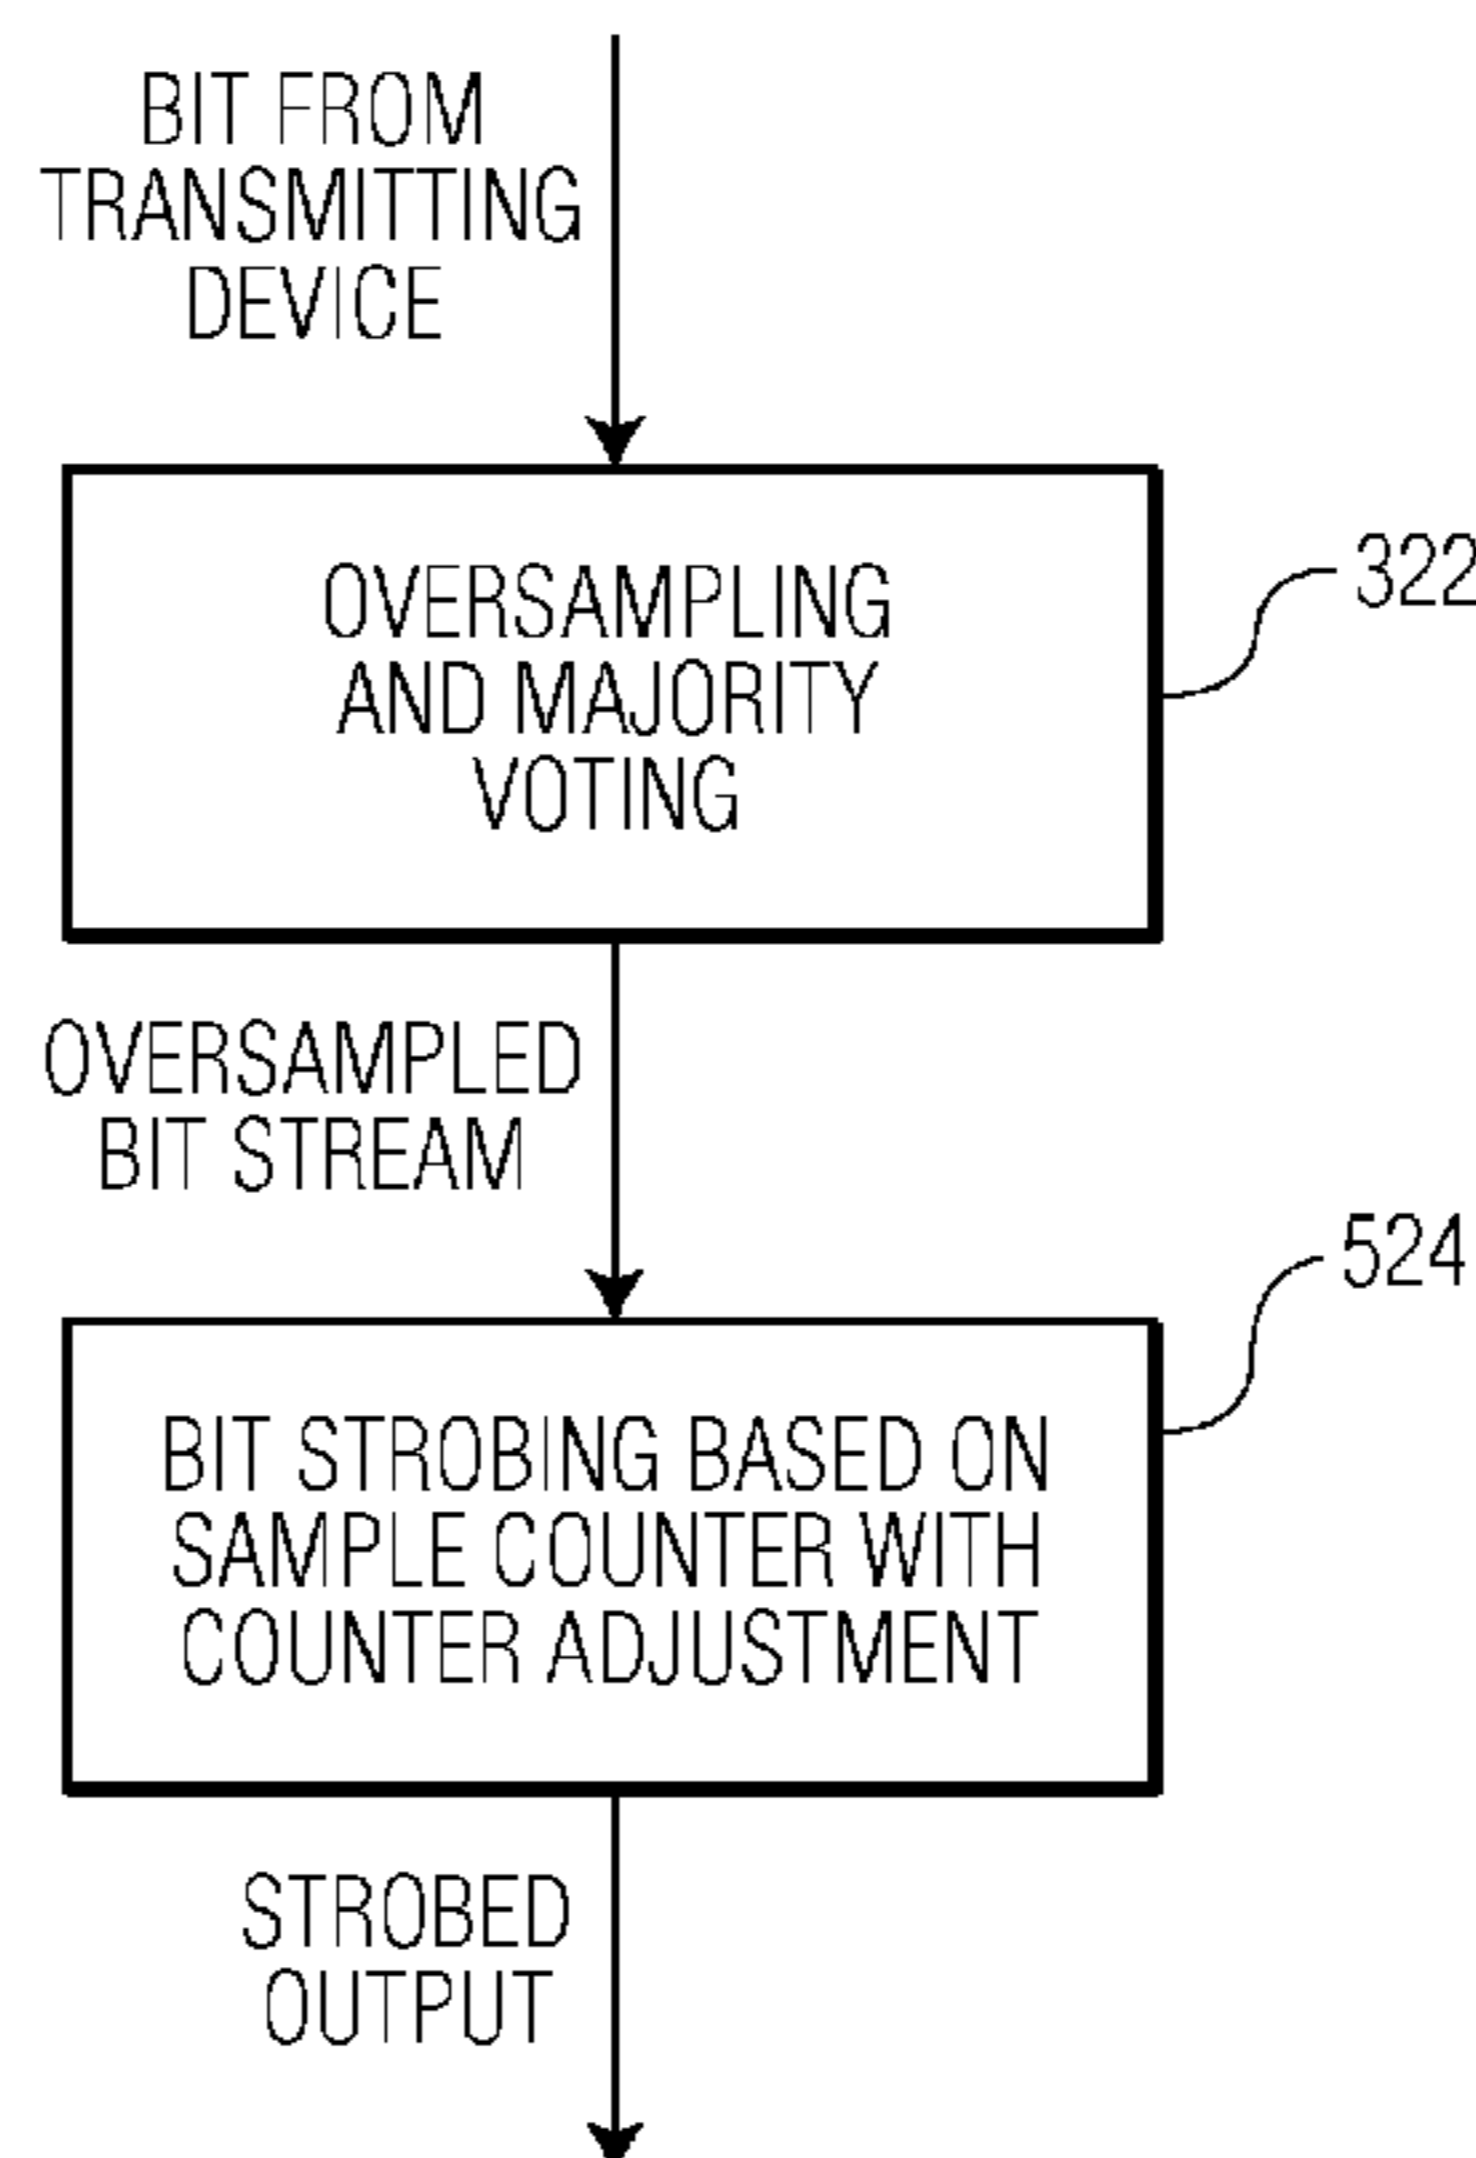 BIT FROM
TRANSMITTING
DEVICE
OVERSAMPLING
AND MAJORITY
VOTING
322
OVERSAMPLED
BIT STREAM
524
BIT STROBING BASED ON
SAMPLE COUNTER WITH
COUNTER ADJUSTMENT
STROBED
OUTPUT